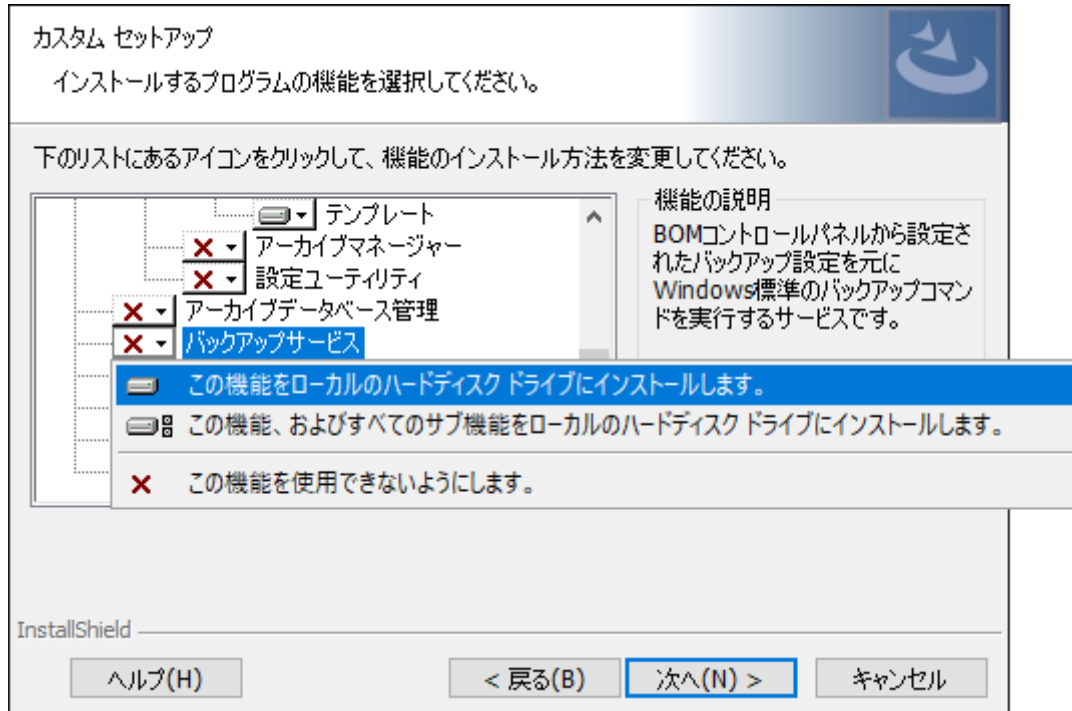 カスタム セットアップ
インストールするプログラムの機能を選択してください。
下のリストにあるアイコンをクリックして、機能のインストール方法を変更してください。
テンプレート
アーカイブマネージャー
設定ユーティリティ
アーカイブデータベース管理
バックアップサービス
機能の説明
BOMコントロールパネルから設定さ
れたバックアップ設定を元に
Windows標準のバックアップコマン
ドを実行するサービスです。
この機能をローカルのハードディスク ドライブにインストールします。
この機能、およびすべてのサブ機能をローカルのハードディスク ドライブにインストールします。
この機能を使用できないようにします。
InstallShield
ヘルプ(H)
< 戻る(B)
次へ(N) >
キャンセル